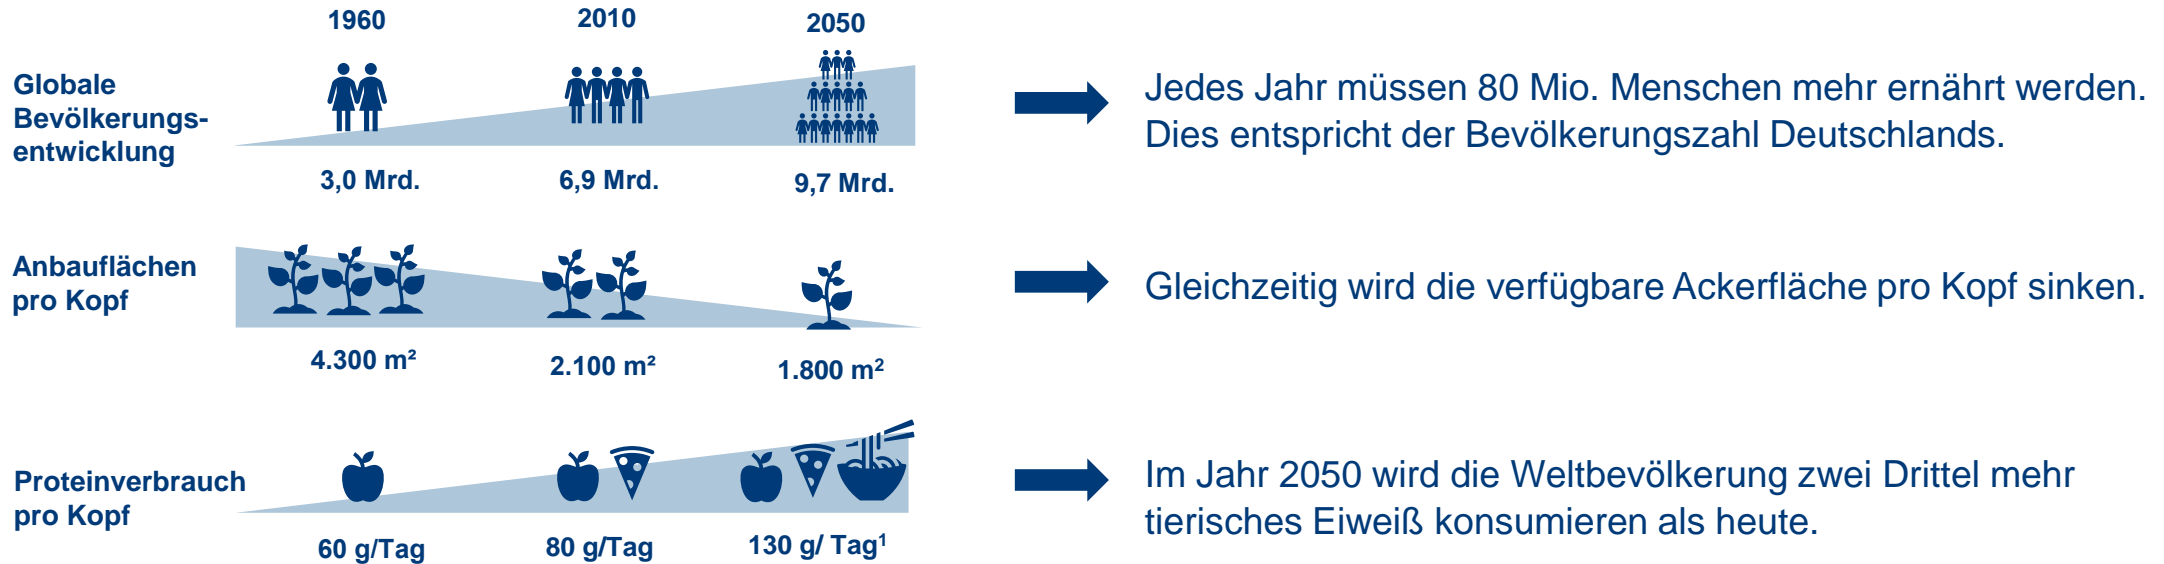 1960
2010
2050
Globale
Bevölkerungs-
entwicklung
3,0 Mrd.
6,9 Mrd.
9,7 Mrd.
Jedes Jahr müssen 80 Mio. Menschen mehr ernährt werden.
Dies entspricht der Bevölkerungszahl Deutschlands.
Anbauflächen
pro Kopf
4.300 m²
2.100 m²
1.800 m²
Gleichzeitig wird die verfügbare Ackerfläche pro Kopf sinken.
Proteinverbrauch
pro Kopf
60 g/Tag
80 g/Tag
130 g/ Tag¹
Im Jahr 2050 wird die Weltbevölkerung zwei Drittel mehr
tierisches Eiweiß konsumieren als heute.